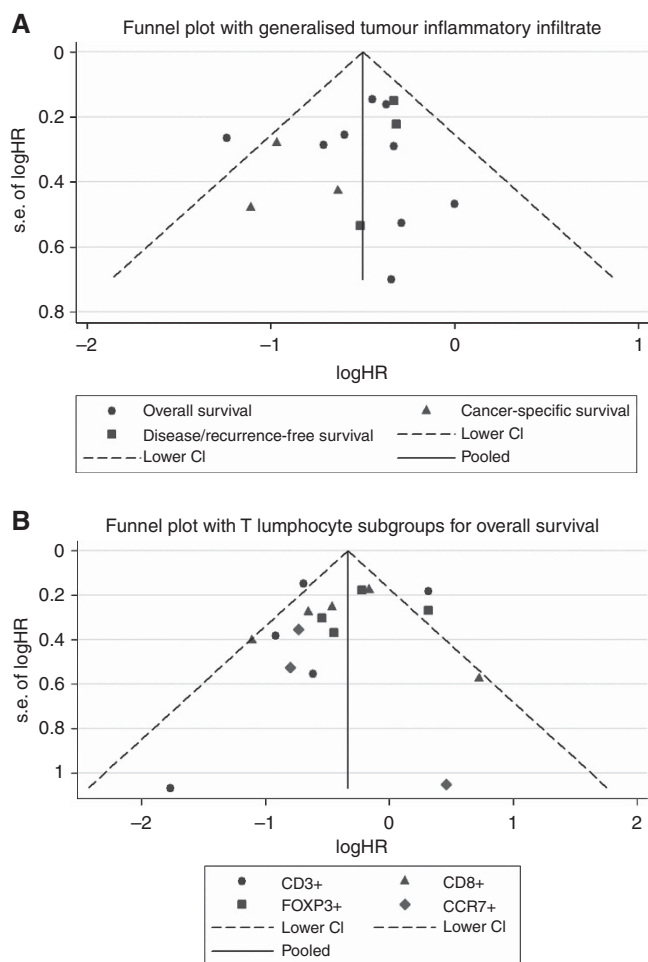 A
Funnel plot with generalised tumour inflammatory infiltrate
0
0.2
0.4
0.6
0.8
s.e. of logHR
–2 –1 0 1
logHR
Overall survival Cancer-specific survival
Disease/recurrence-free survival Lower CI
Lower CI Pooled
B
Funnel plot with T lymphocyte subgroups for overall survival
0
0.2
0.4
0.6
0.8
1
s.e. of logHR
–2 –1 0 1 2
logHR
CD3+ CD8+
FOXP3+ CCR7+
Lower CI Lower CI
Pooled